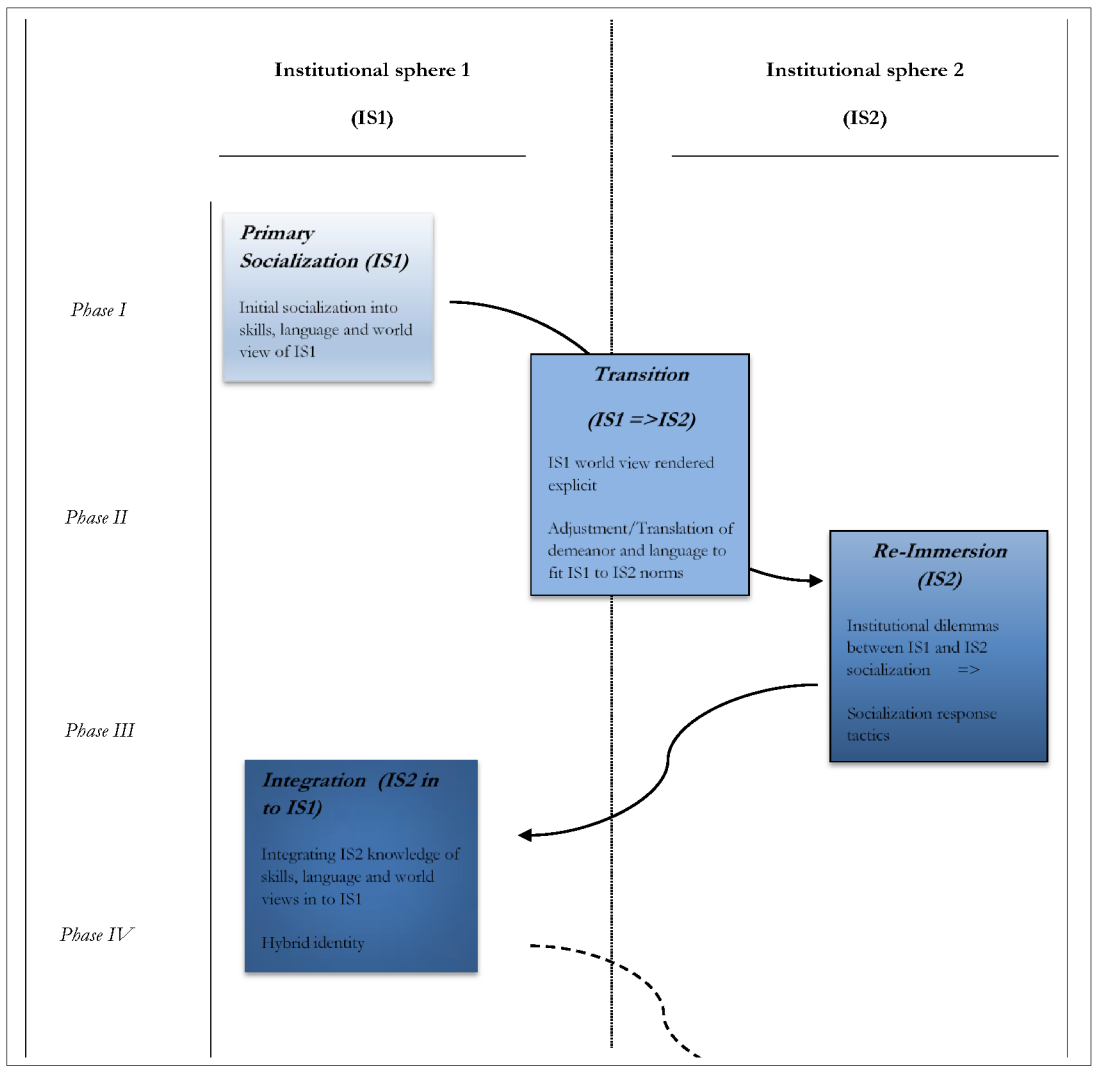 Institutional sphere 1
(IS1)
Institutional sphere 2
(IS2)
Phase I
Primary
Socialization (IS1)
Initial socialization into
skills, language and world
view of IS1
Phase II
Transition
(IS1 =>IS2)
IS1 world view rendered
explicit
Adjustment/Translation of
demeanor and language to
fit IS1 to IS2 norms
Phase III
Re-Immersion
(IS2)
Institutional dilemmas
between IS1 and IS2
socialization =>
Socialization response
tactics
Phase IV
Integration (IS2 in
to IS1)
Integrating IS2 knowledge of
skills, language and world
views in to IS1
Hybrid identity